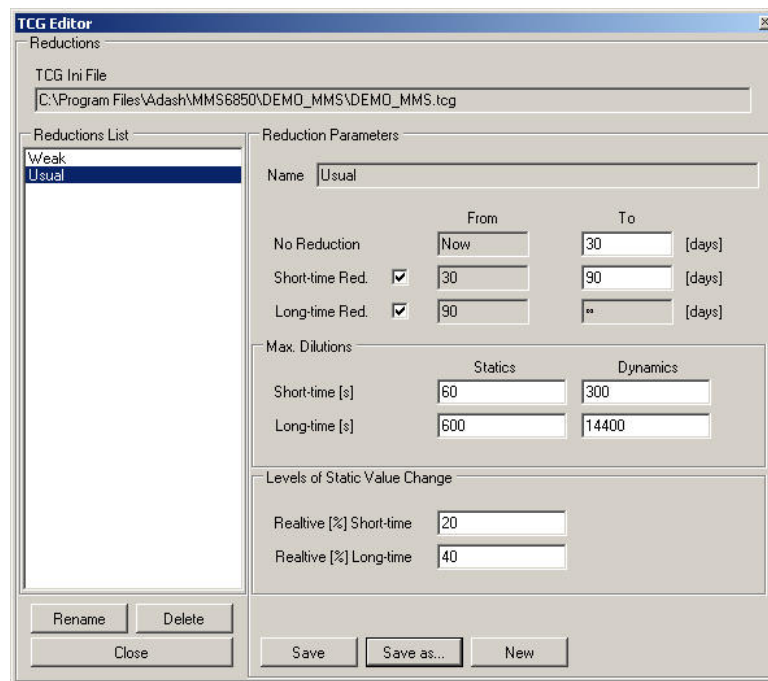 TCG Editor
Reductions
TCG Ini File
C:\Program Files\Adash\MMS6850\DEMO_MMS\DEMO_MMS.tcg
Reductions List
Weak
Usual
Reduction Parameters
Name Usual
From To
No Reduction Now 30 [days]
Short-time Red. 30 90 [days]
Long-time Red. 90 ∞ [days]
Max. Dilutions
Statics Dynamics
Short-time [s] 60 300
Long-time [s] 600 14400
Levels of Static Value Change
Realtive [%] Short-time 20
Realtive [%] Long-time 40
Rename Delete
Close
Save Save as... New